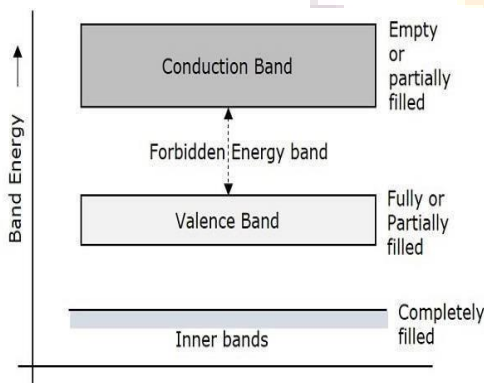 Band Energy
Conduction Band
Empty
or
partially
filled
Forbidden Energy band
Valence Band
Fully or
Partially
filled
Inner bands
Completely
filled